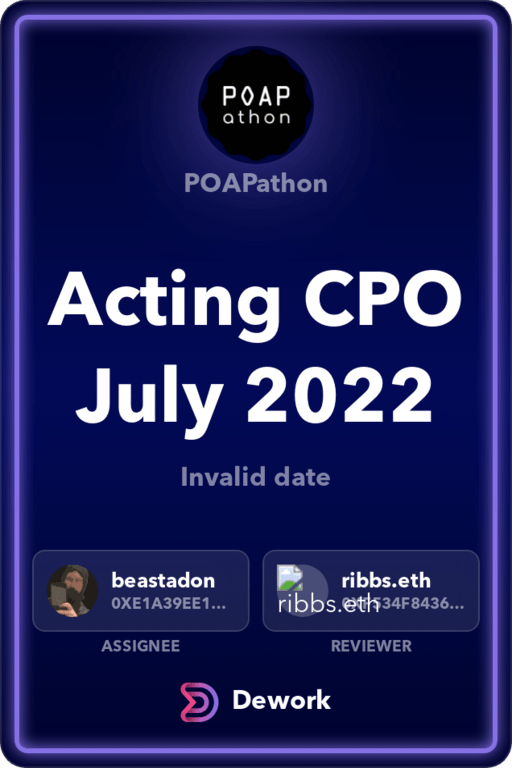 POAP
athon
POAPathon
Acting CPO
July 2022
Invalid date
beastadon
0XE1A39EE1...
ASSIGNEE
ribbs.eth
ribbs.eth
REVIEWER
Dework